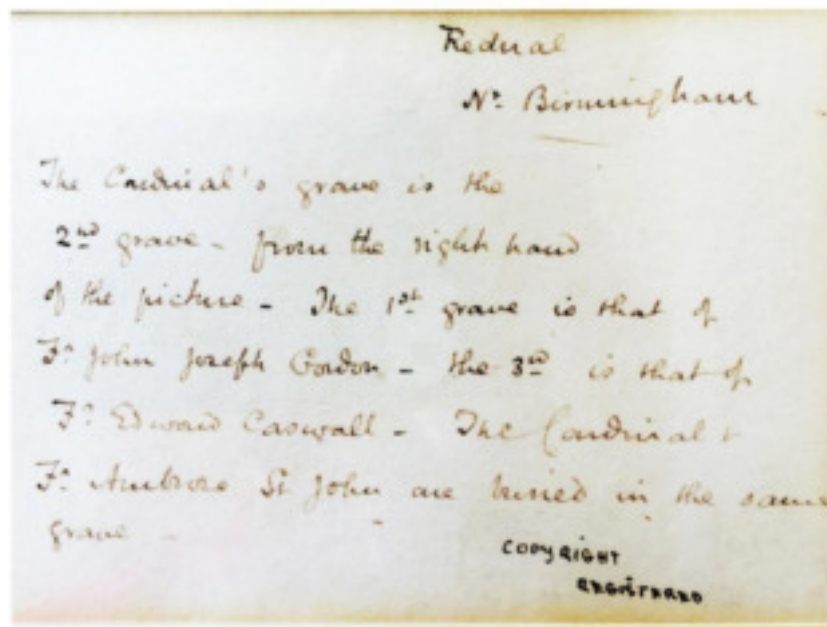 Rednal
Nr. Birmingham
The Cardinal's grave is the
2nd grave - from the right hand
of the picture - The 1st grave is that of
Fr. John Joseph Gordon - the 3rd is that of
Fr. Edward Caswall - The Cardinal &
Fr. Ambrose St John are buried in the same
grave -
COPYRIGHT
REGISTERED